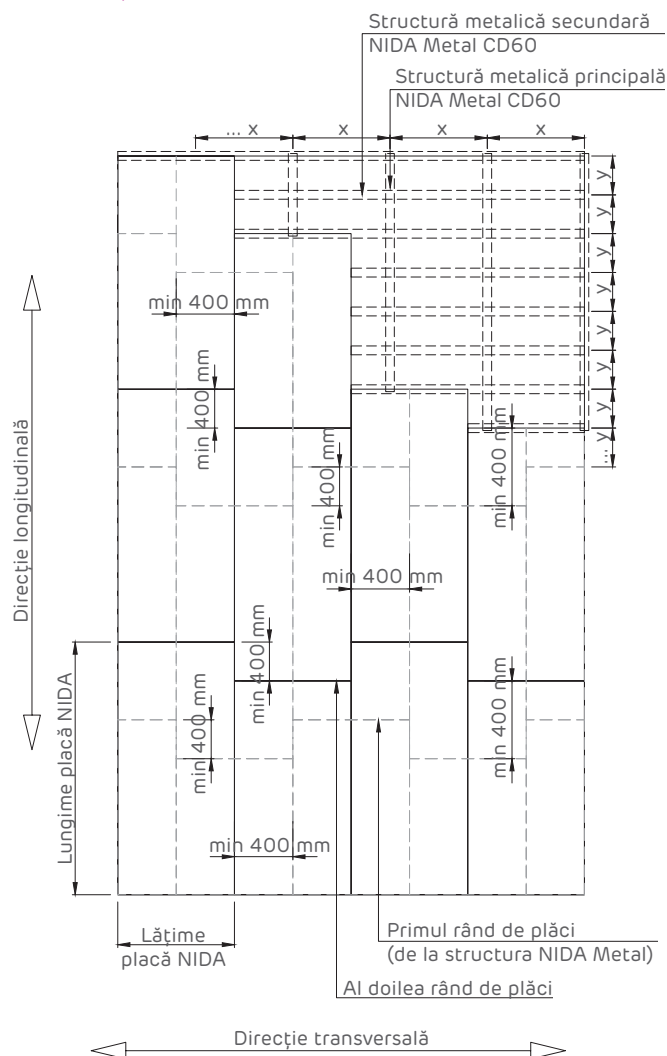 Structură metalică secundară
NIDA Metal CD60
Structură metalică principală
NIDA Metal CD60
... x
x
x
x
y
y
y
y
y
y
y
... y
min 400 mm
min 400 mm
min 400 mm
min 400 mm
min 400 mm
min 400 mm
min 400 mm
min 400 mm
min 400 mm
Direcție longitudinală
Lungime placă NIDA
Lățime
placă NIDA
Primul rând de plăci
(de la structura NIDA Metal)
Al doilea rând de plăci
Direcție transversală